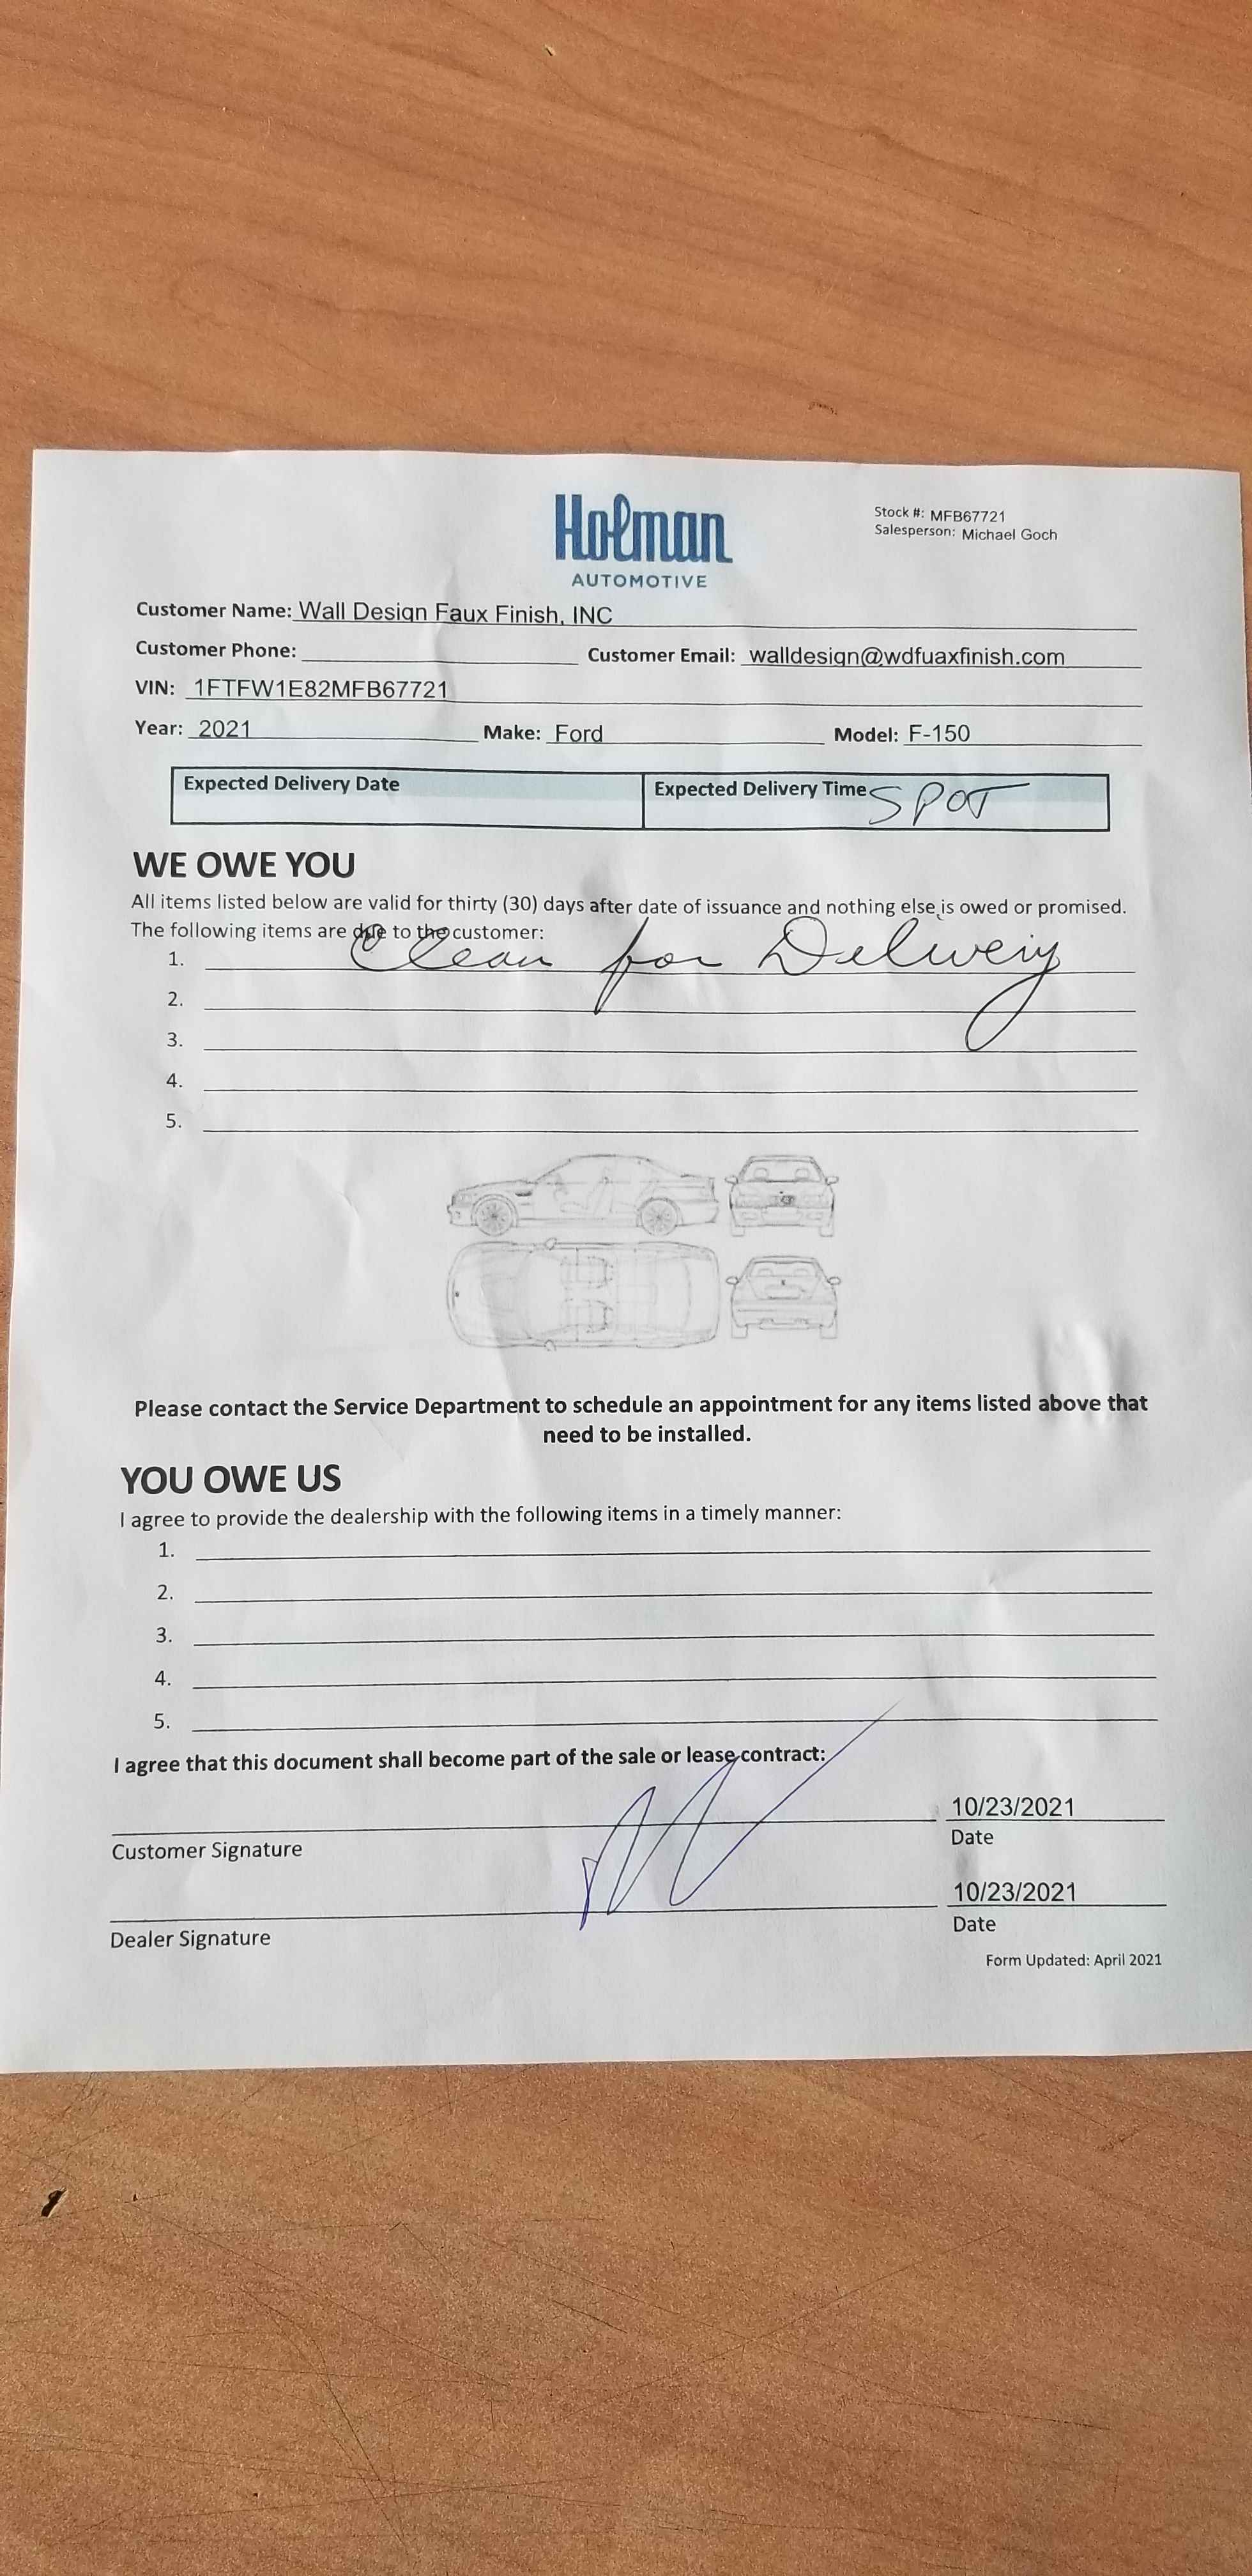 Holman
AUTOMOTIVE
Stock #: MFB67721
Salesperson: Michael Goch
Customer Name: Wall Design Faux Finish, INC
Customer Phone: Customer Email: walldesign@wdfuaxfinish.com
VIN: 1FTFW1E82MFB67721
Year: 2021 Make: Ford Model: F-150
Expected Delivery Date Expected Delivery Time SPOT
WE OWE YOU
All items listed below are valid for thirty (30) days after date of issuance and nothing else is owed or promised.
The following items are due to the customer:
1. Clean for Delivery
2.
3.
4.
5.
Please contact the Service Department to schedule an appointment for any items listed above that
need to be installed.
YOU OWE US
I agree to provide the dealership with the following items in a timely manner:
1.
2.
3.
4.
5.
I agree that this document shall become part of the sale or lease contract:
10/23/2021
Customer Signature Date
10/23/2021
Dealer Signature Date
Form Updated: April 2021